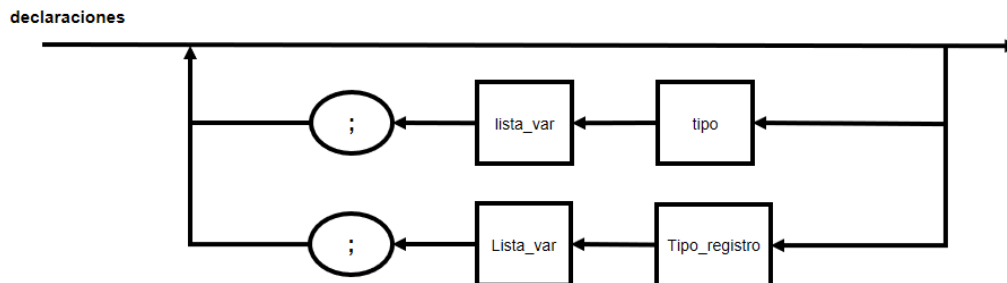 declaraciones
; lista_var tipo
; Lista_var Tipo_registro